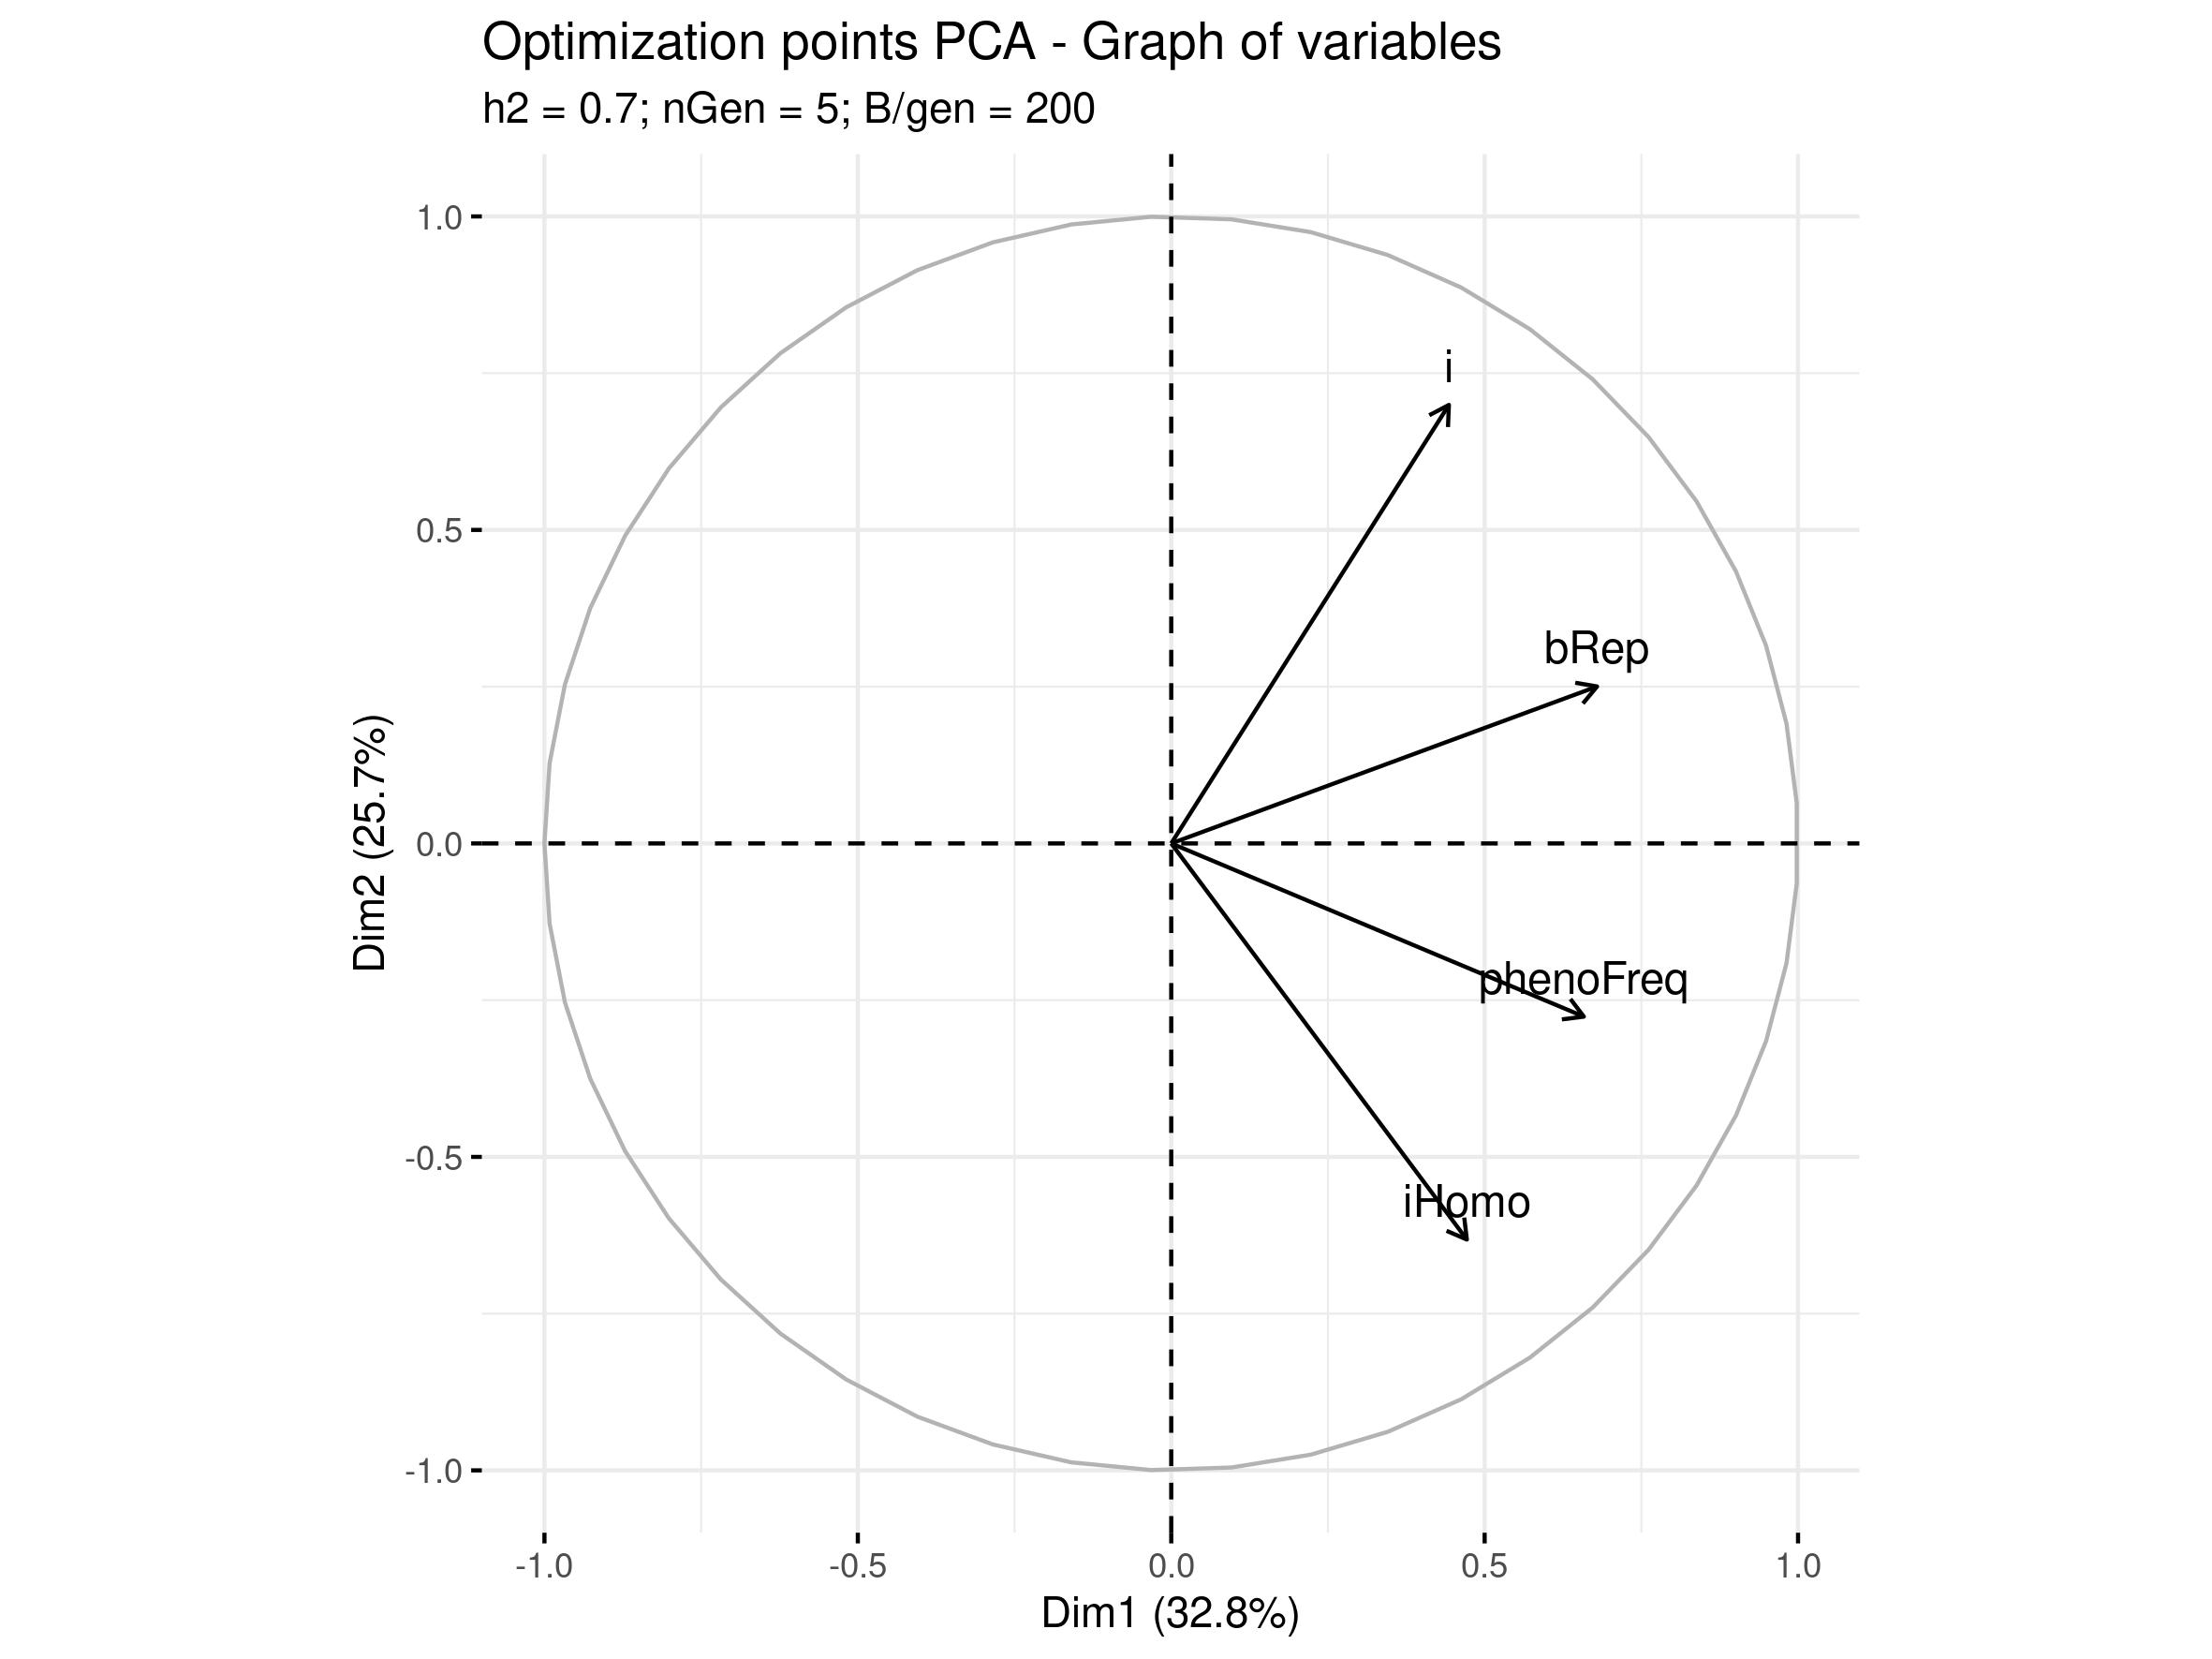 Optimization points PCA - Graph of variables
h2 = 0.7; nGen = 5; B/gen = 200
1.0
0.5
0.0
-0.5
-1.0
Dim2 (25.7%)
i
bRep
phenoFreq
iHomo
-1.0
-0.5
0.0
0.5
1.0
Dim1 (32.8%)